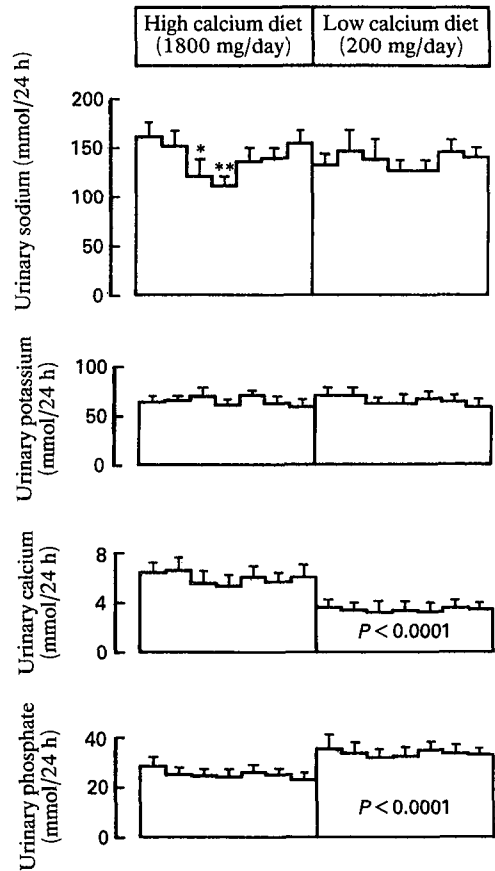 High calcium diet
(1800 mg/day)
Low calcium diet
(200 mg/day)
Urinary sodium (mmol/24 h)
200
150
100
50
0
*
**
Urinary potassium
(mmol/24 h)
100
50
0
Urinary calcium
(mmol/24 h)
8
4
0
P < 0.0001
Urinary phosphate
(mmol/24 h)
40
20
0
P < 0.0001